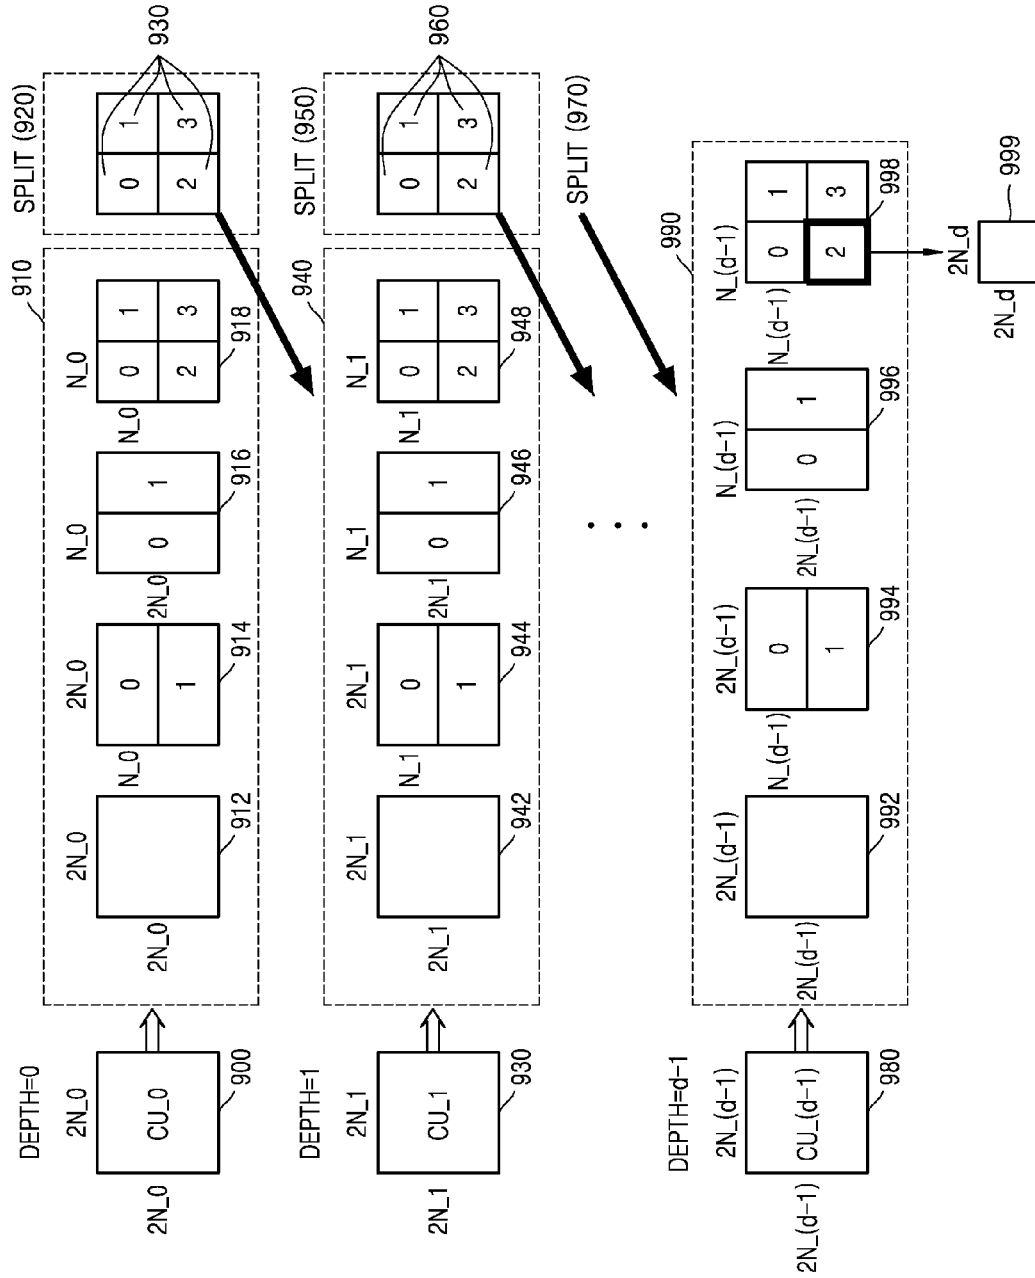 DEPTH=0
2N_0
2N_0
CU_0
900
910
2N_0
2N_0
912
2N_0
N_0
0
1
914
N_0
2N_0
0
1
916
N_0
N_0
0
1
2
3
918
SPLIT (920)
0
1
2
3
930
DEPTH=1
2N_1
2N_1
CU_1
930
940
2N_1
2N_1
942
2N_1
N_1
0
1
944
N_1
2N_1
0
1
946
N_1
N_1
0
1
2
3
948
SPLIT (950)
0
1
2
3
960
SPLIT (970)
DEPTH=d-1
2N_(d-1)
2N_(d-1)
CU_(d-1)
980
990
2N_(d-1)
2N_(d-1)
992
2N_(d-1)
N_(d-1)
0
1
994
N_(d-1)
2N_(d-1)
0
1
996
N_(d-1)
N_(d-1)
0
1
2
3
998
2N_d
2N_d
999